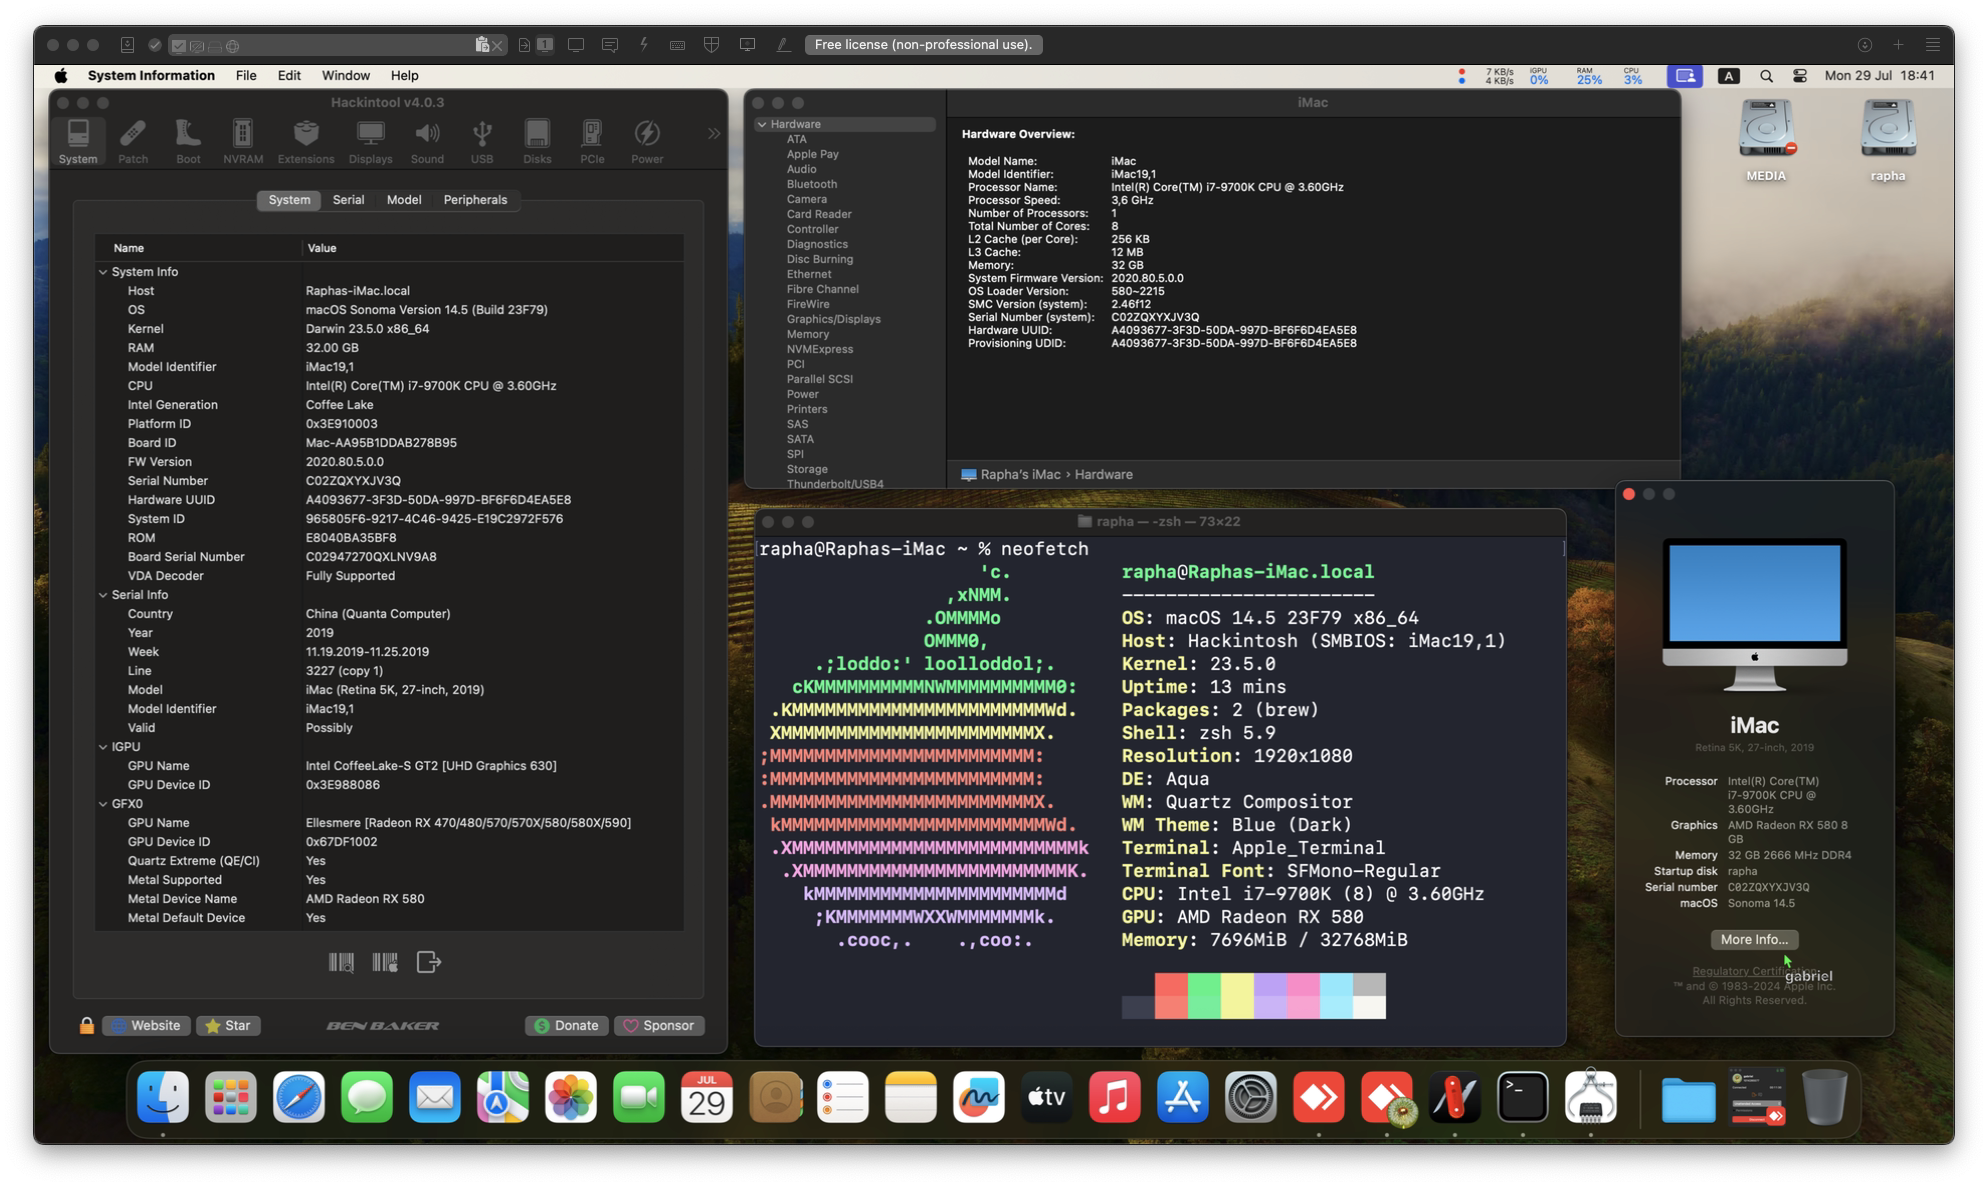 Free license (non-professional use).
System Information File Edit Window Help
7 KB/s
4 KB/s
iGPU
0%
RAM
25%
CPU
3%
A
Mon 29 Jul 18:41
Hackintool v4.0.3
System Patch Boot NVRAM Extensions Displays Sound USB Disks PCIe Power
System Serial Model Peripherals
Name Value
System Info
Host Raphas-iMac.local
OS macOS Sonoma Version 14.5 (Build 23F79)
Kernel Darwin 23.5.0 x86_64
RAM 32.00 GB
Model Identifier iMac19,1
CPU Intel(R) Core(TM) i7-9700K CPU @ 3.60GHz
Intel Generation Coffee Lake
Platform ID 0x3E910003
Board ID Mac-AA95B1DDAB278B95
FW Version 2020.80.5.0.0
Serial Number C02ZQXYXJV3Q
Hardware UUID A4093677-3F3D-50DA-997D-BF6F6D4EA5E8
System ID 965805F6-9217-4C46-9425-E19C2972F576
ROM E8040BA35BF8
Board Serial Number C02947270QXLNV9A8
VDA Decoder Fully Supported
Serial Info
Country China (Quanta Computer)
Year 2019
Week 11.19.2019-11.25.2019
Line 3227 (copy 1)
Model iMac (Retina 5K, 27-inch, 2019)
Model Identifier iMac19,1
Valid Possibly
IGPU
GPU Name Intel CoffeeLake-S GT2 [UHD Graphics 630]
GPU Device ID 0x3E988086
GFX0
GPU Name Ellesmere [Radeon RX 470/480/570/570X/580/580X/590]
GPU Device ID 0x67DF1002
Quartz Extreme (QE/CI) Yes
Metal Supported Yes
Metal Device Name AMD Radeon RX 580
Metal Default Device Yes
Website Star BEN BAKER Donate Sponsor
iMac
Hardware
ATA
Apple Pay
Audio
Bluetooth
Camera
Card Reader
Controller
Diagnostics
Disc Burning
Ethernet
Fibre Channel
FireWire
Graphics/Displays
Memory
NVMExpress
PCI
Parallel SCSI
Power
Printers
SAS
SATA
SPI
Storage
Thunderbolt/USB4
Hardware Overview:
Model Name: iMac
Model Identifier: iMac19,1
Processor Name: Intel(R) Core(TM) i7-9700K CPU @ 3.60GHz
Processor Speed: 3,6 GHz
Number of Processors: 1
Total Number of Cores: 8
L2 Cache (per Core): 256 KB
L3 Cache: 12 MB
Memory: 32 GB
System Firmware Version: 2020.80.5.0.0
OS Loader Version: 580~2215
SMC Version (system): 2.46f12
Serial Number (system): C02ZQXYXJV3Q
Hardware UUID: A4093677-3F3D-50DA-997D-BF6F6D4EA5E8
Provisioning UDID: A4093677-3F3D-50DA-997D-BF6F6D4EA5E8
Rapha's iMac › Hardware
MEDIA rapha
rapha — -zsh — 73×22
rapha@Raphas-iMac ~ % neofetch
'c. rapha@Raphas-iMac.local
,xNMM. -----------------------
.OMMMMo OS: macOS 14.5 23F79 x86_64
OMMM0, Host: Hackintosh (SMBIOS: iMac19,1)
.;loddo:' loolloddol;. Kernel: 23.5.0
cKMMMMMMMMMMNWMMMMMMMMMM0: Uptime: 13 mins
.KMMMMMMMMMMMMMMMMMMMMMMMWd. Packages: 2 (brew)
XMMMMMMMMMMMMMMMMMMMMMMMX. Shell: zsh 5.9
;MMMMMMMMMMMMMMMMMMMMMMMM: Resolution: 1920x1080
:MMMMMMMMMMMMMMMMMMMMMMMM: DE: Aqua
.MMMMMMMMMMMMMMMMMMMMMMMMX. WM: Quartz Compositor
kMMMMMMMMMMMMMMMMMMMMMMMMWd. WM Theme: Blue (Dark)
.XMMMMMMMMMMMMMMMMMMMMMMMMMMk Terminal: Apple_Terminal
.XMMMMMMMMMMMMMMMMMMMMMMMMK. Terminal Font: SFMono-Regular
kMMMMMMMMMMMMMMMMMMMMMMd CPU: Intel i7-9700K (8) @ 3.60GHz
;KMMMMMMMWXXWMMMMMMMk. GPU: AMD Radeon RX 580
.cooc,. .,coo:. Memory: 7696MiB / 32768MiB
iMac
Retina 5K, 27-inch, 2019
Processor Intel(R) Core(TM)
i7-9700K CPU @
3.60GHz
Graphics AMD Radeon RX 580 8
GB
Memory 32 GB 2666 MHz DDR4
Startup disk rapha
Serial number C02ZQXYXJV3Q
macOS Sonoma 14.5
More Info...
gabriel
Regulatory
™ and © 1983-2024 Apple Inc.
All Rights Reserved.
JUL
29
tv